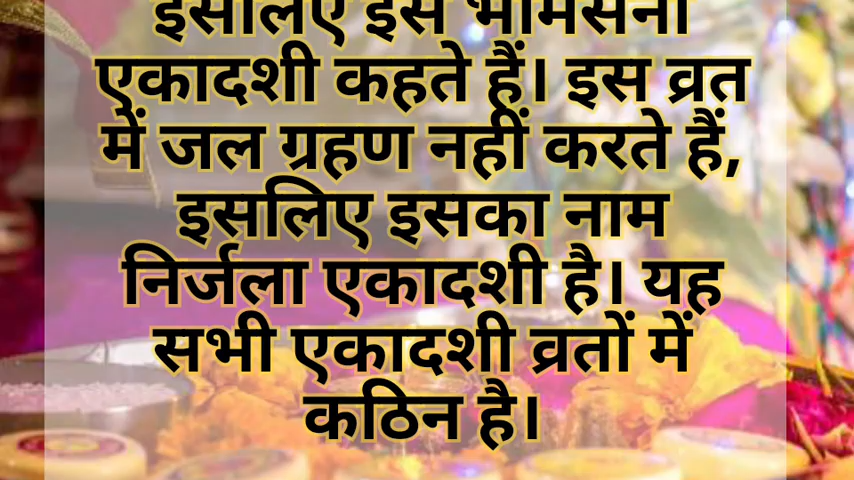 इसलिए इसे भीमसेनी
एकादशी कहते हैं। इस व्रत
में जल ग्रहण नहीं करते हैं,
इसलिए इसका नाम
निर्जला एकादशी है। यह
सभी एकादशी व्रतों में
कठिन है।